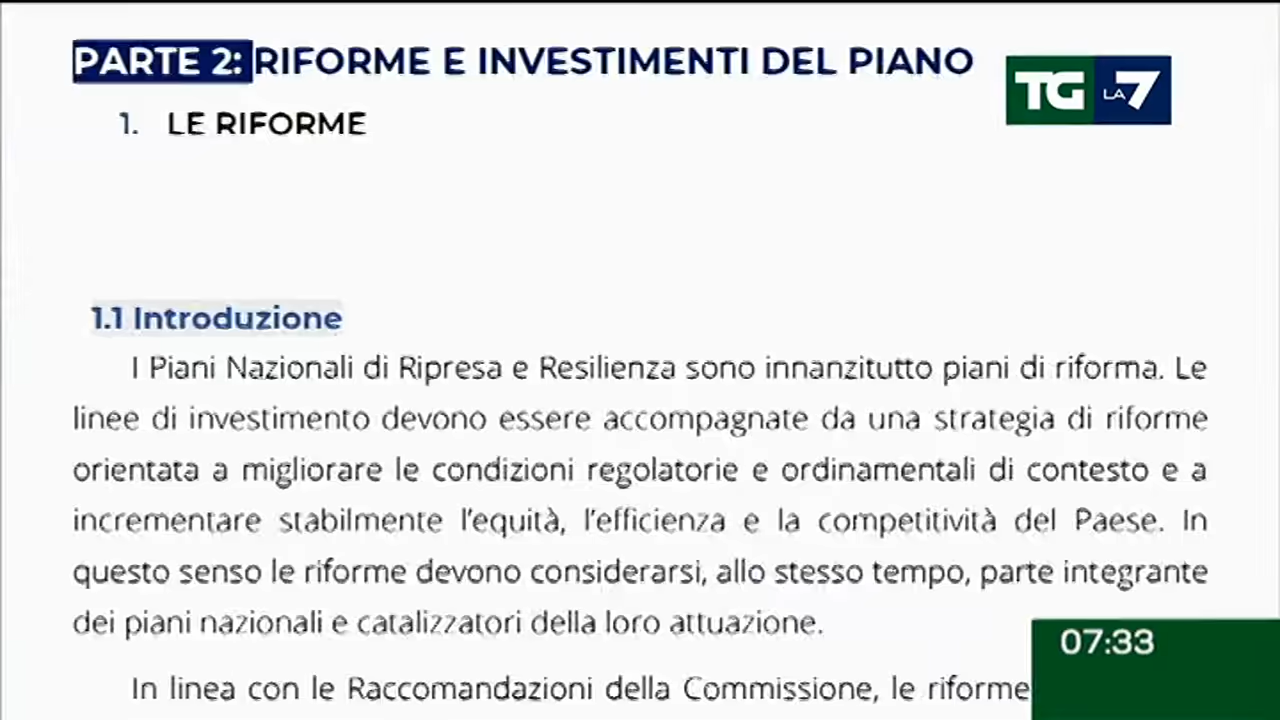 PARTE 2: RIFORME E INVESTIMENTI DEL PIANO
TG LA 7
1. LE RIFORME
1.1 Introduzione
I Piani Nazionali di Ripresa e Resilienza sono innanzitutto piani di riforma. Le
linee di investimento devono essere accompagnate da una strategia di riforme
orientata a migliorare le condizioni regolatorie e ordinamentali di contesto e a
incrementare stabilmente l'equità, l'efficienza e la competitività del Paese. In
questo senso le riforme devono considerarsi, allo stesso tempo, parte integrante
dei piani nazionali e catalizzatori della loro attuazione.
07:33
In linea con le Raccomandazioni della Commissione, le riforme